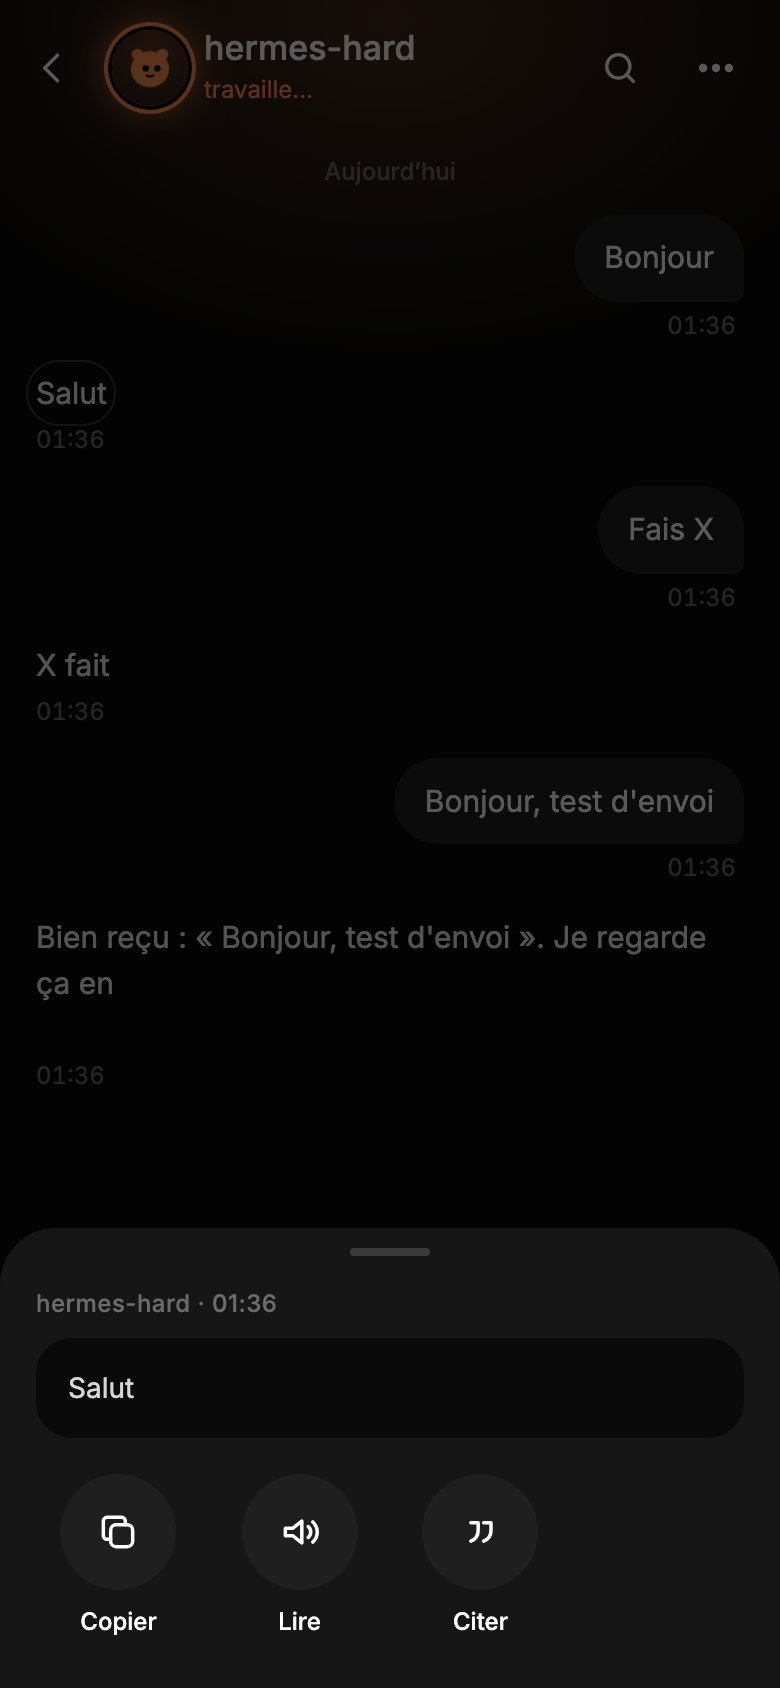 hermes-hard
travaille...
Aujourd’hui
Bonjour
01:36
Salut
01:36
Fais X
01:36
X fait
01:36
Bonjour, test d'envoi
01:36
Bien reçu : « Bonjour, test d'envoi ». Je regarde
ça en
01:36
hermes-hard · 01:36
Salut
Copier
Lire
Citer